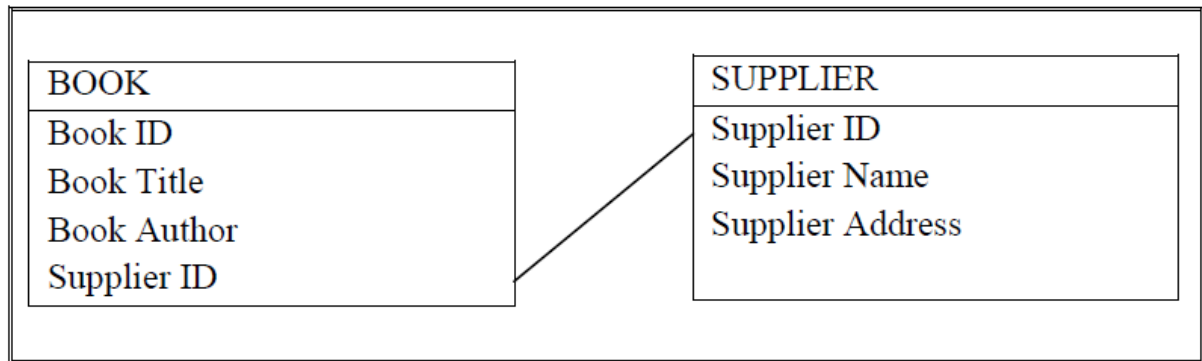 BOOK
Book ID
Book Title
Book Author
Supplier ID
SUPPLIER
Supplier ID
Supplier Name
Supplier Address